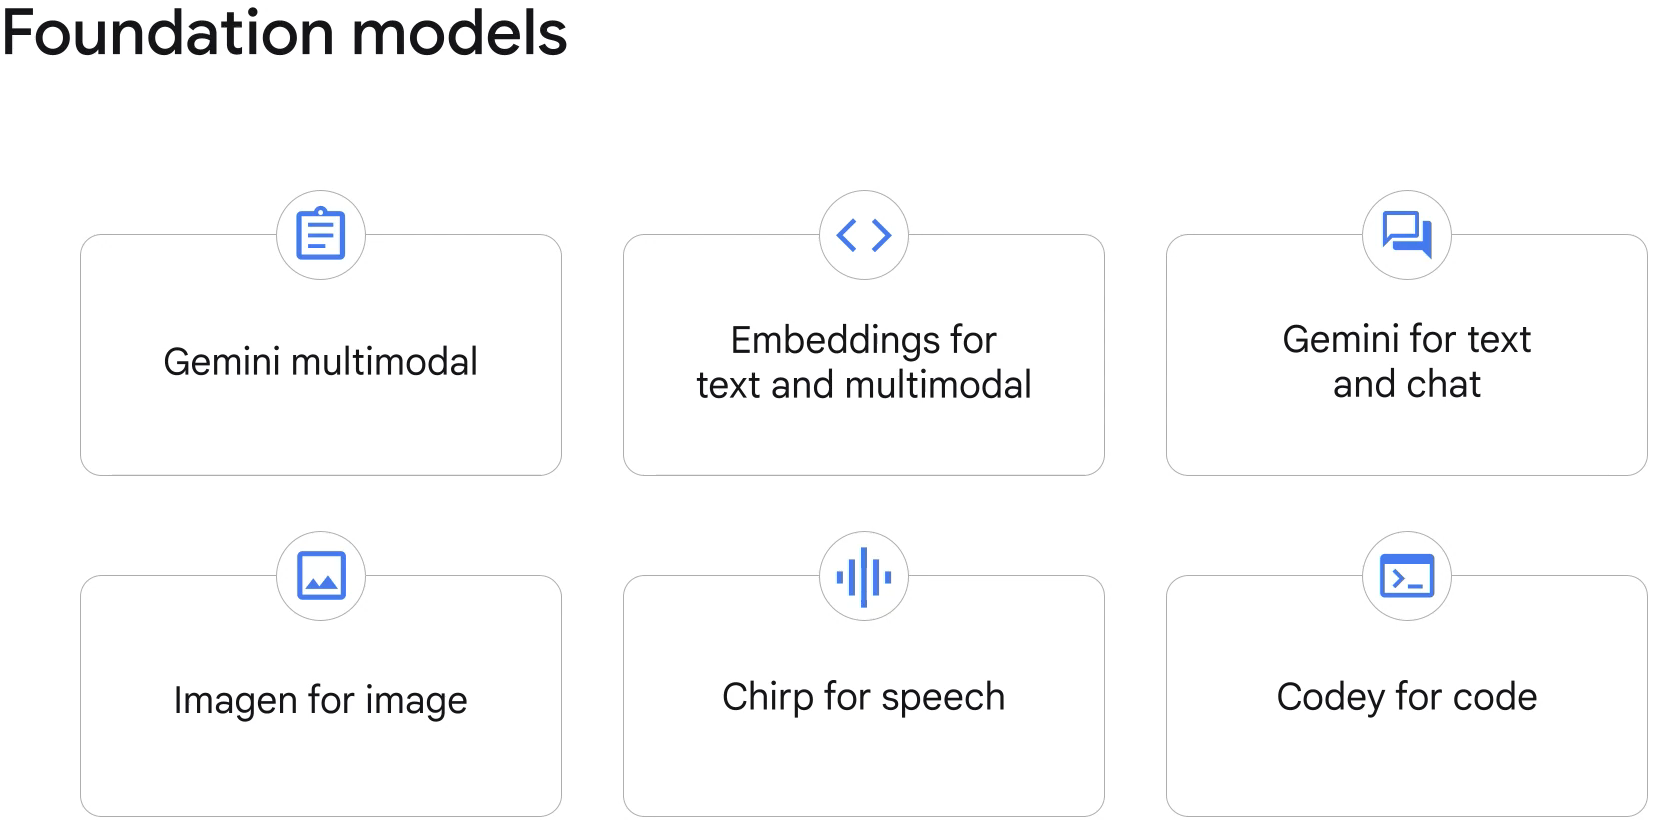 Foundation models
Gemini multimodal
Embeddings for
text and multimodal
Gemini for text
and chat
Imagen for image
Chirp for speech
Codey for code